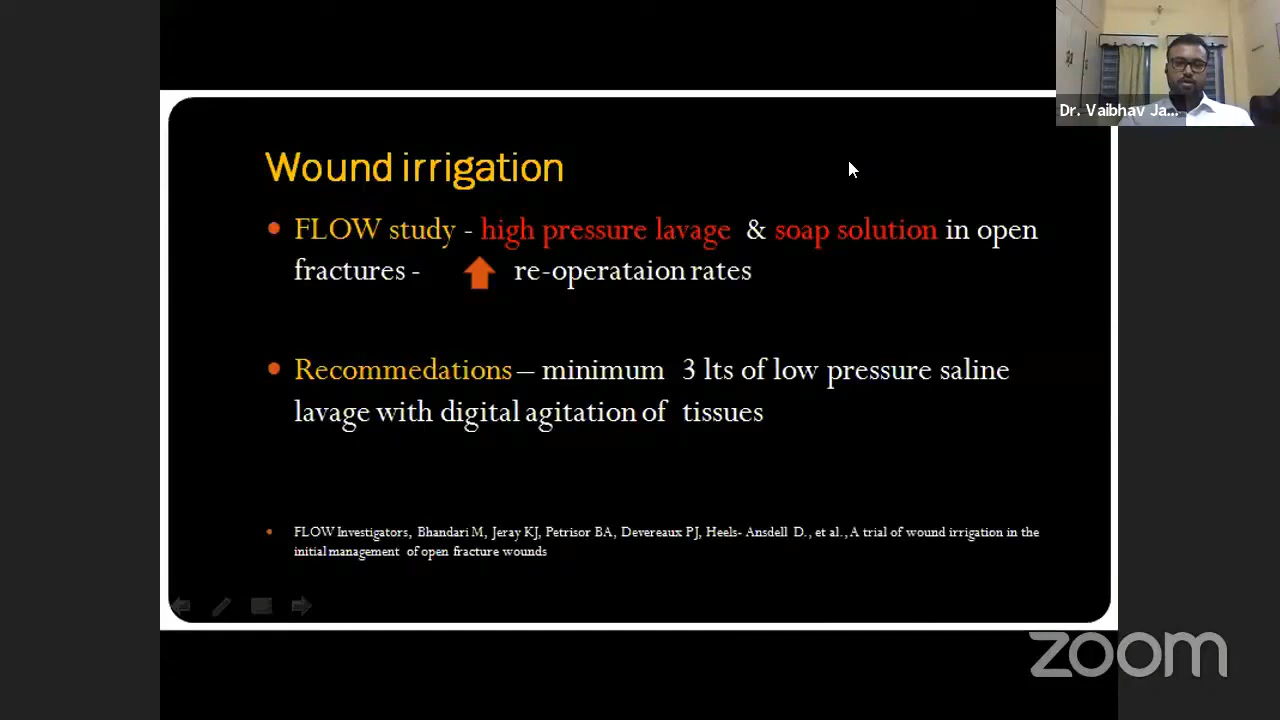 Dr. Vaibhav Ja...
Wound irrigation
FLOW study - high pressure lavage & soap solution in open
fractures - re-operataion rates
Recommedations – minimum 3 lts of low pressure saline
lavage with digital agitation of tissues
FLOW Investigators, Bhandari M, Jeray KJ, Petrisor BA, Devereaux PJ, Heels- Ansdell D., et al., A trial of wound irrigation in the
initial management of open fracture wounds
zoom